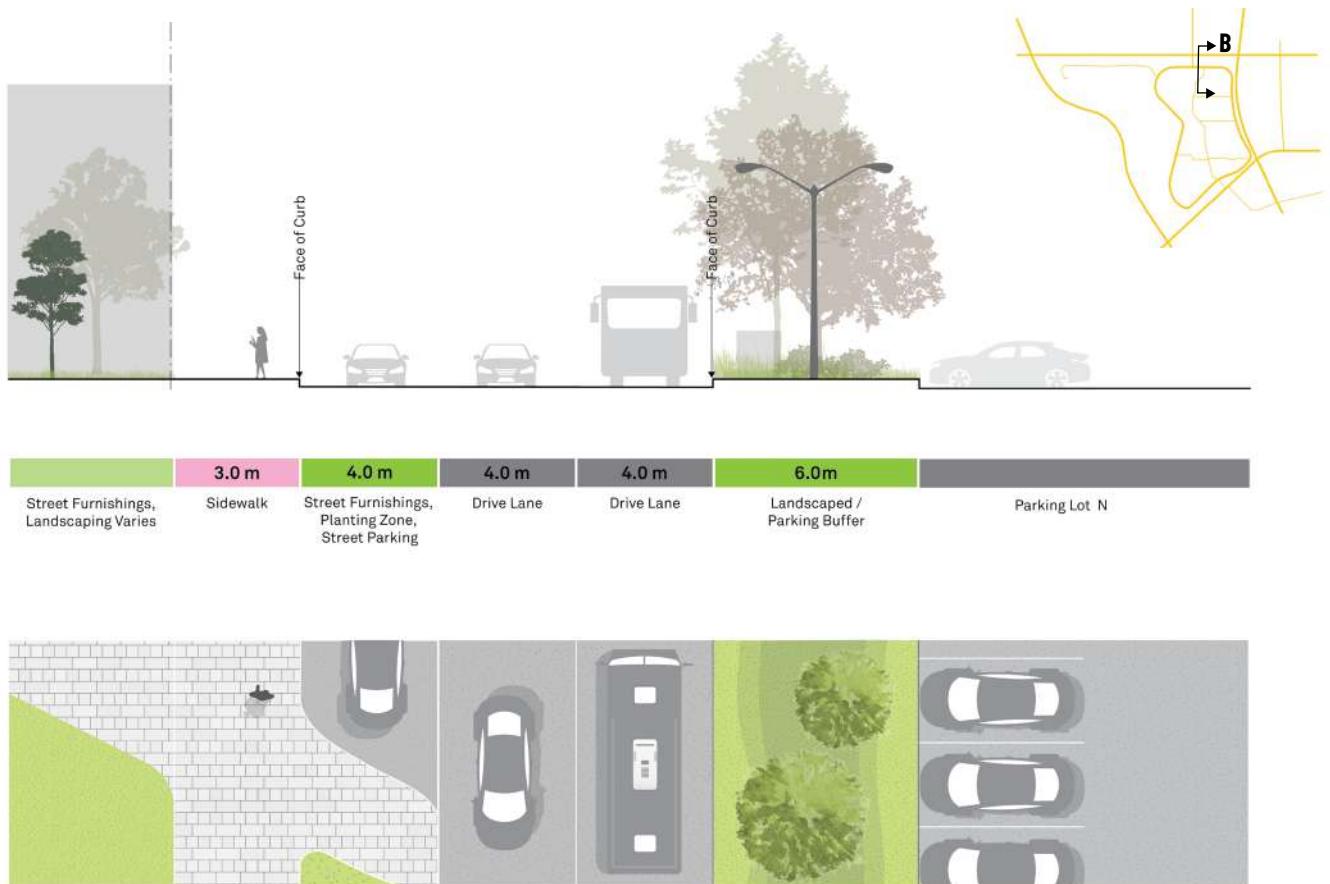 B
Face of Curb
Face of Curb
3.0 m
4.0 m
4.0 m
4.0 m
6.0m
Street Furnishings,
Landscaping Varies
Sidewalk
Street Furnishings,
Planting Zone,
Street Parking
Drive Lane
Drive Lane
Landscaped /
Parking Buffer
Parking Lot N